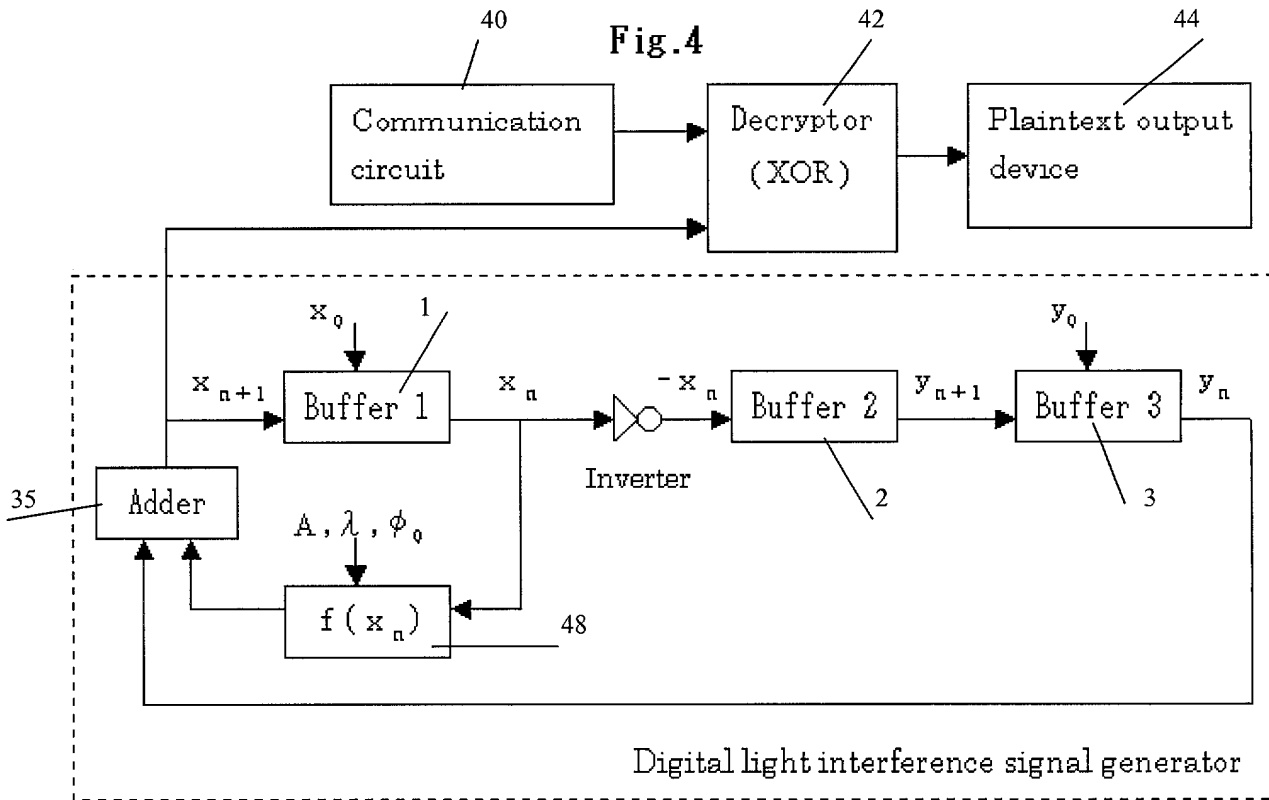 40
Fig.4
42
44
Communication
circuit
Decryptor
(XOR)
Plaintext output
device
x₀
1
y₀
xₙ₊₁
Buffer 1
xₙ
-xₙ
Buffer 2
yₙ₊₁
Buffer 3
yₙ
Inverter
2
3
35
Adder
A, λ, ϕ₀
f(xₙ)
48
Digital light interference signal generator